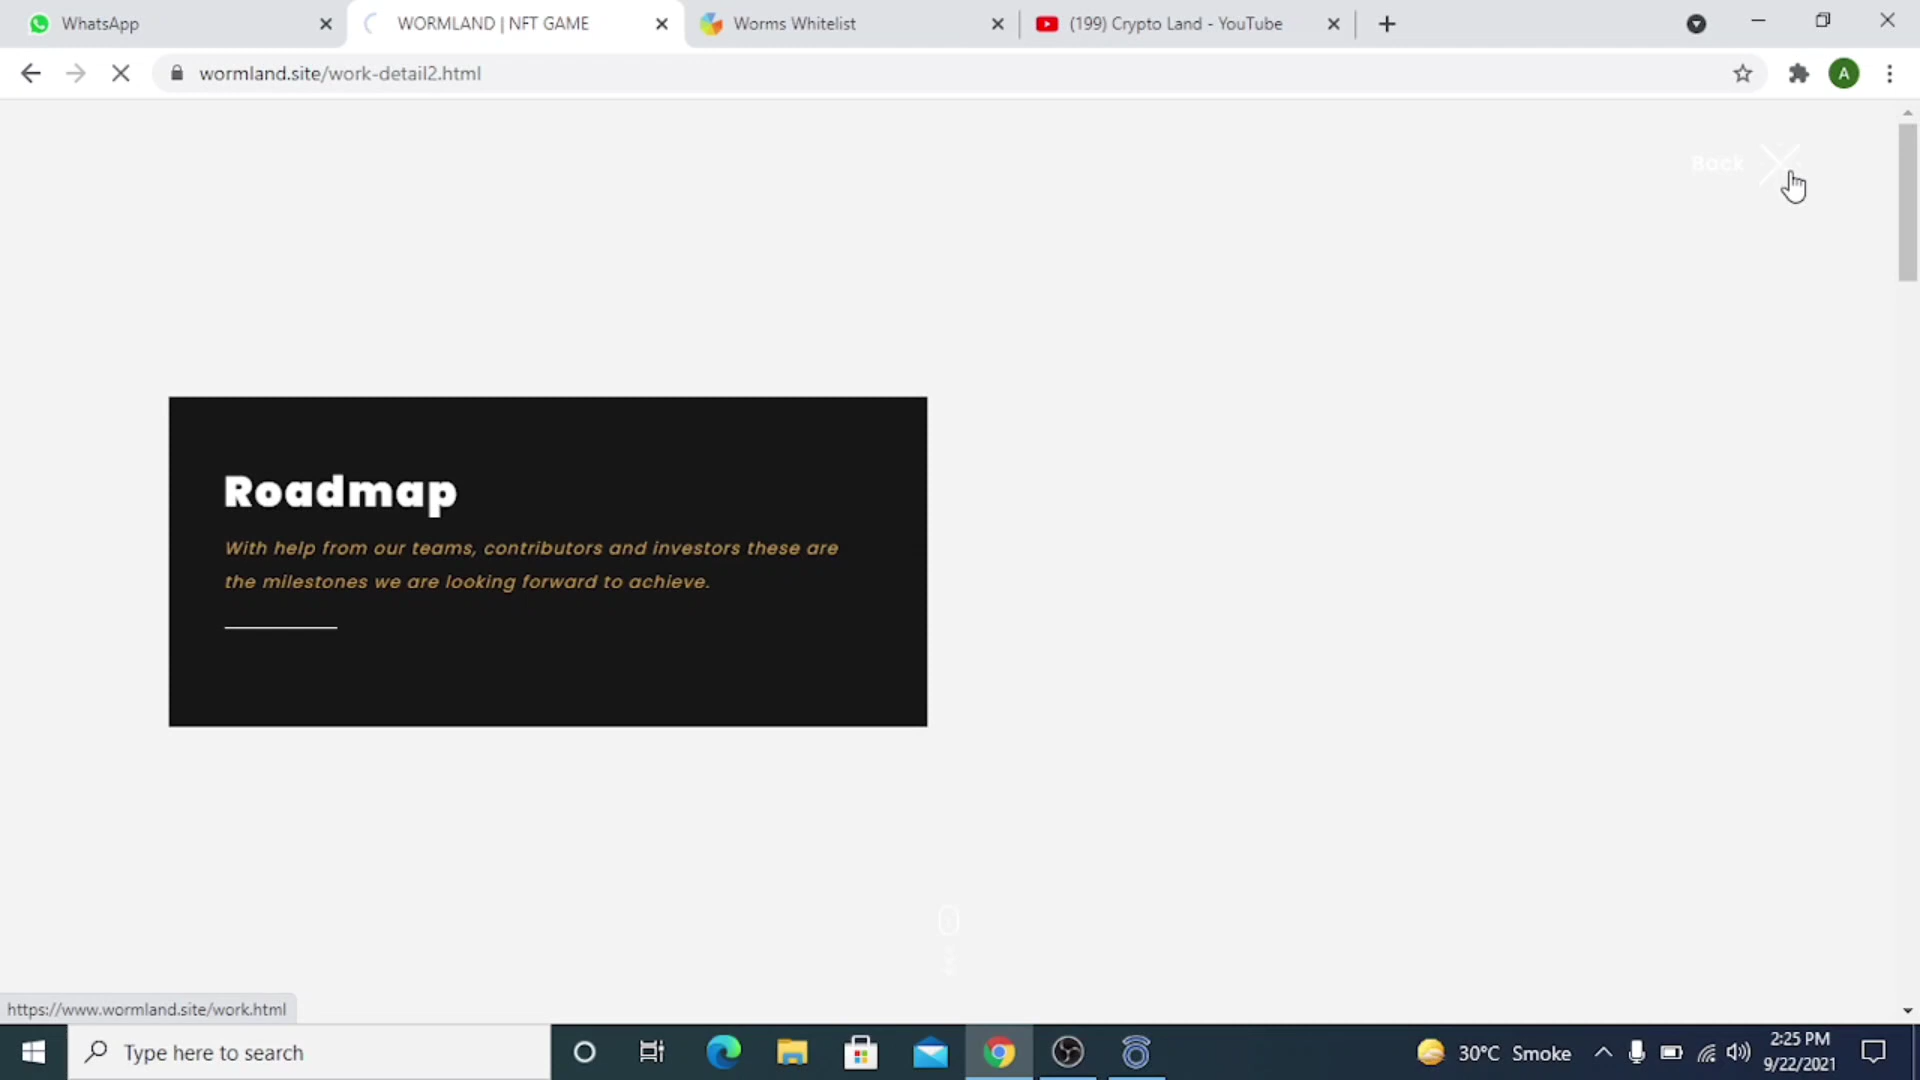 WhatsApp
WORMLAND | NFT GAME
Worms Whitelist
(199) Crypto Land - YouTube
wormland.site/work-detail2.html
A
Back
Roadmap
With help from our teams, contributors and investors these are
the milestones we are looking forward to achieve.
https://www.wormland.site/work.html
Type here to search
30°C Smoke
2:25 PM
9/22/2021